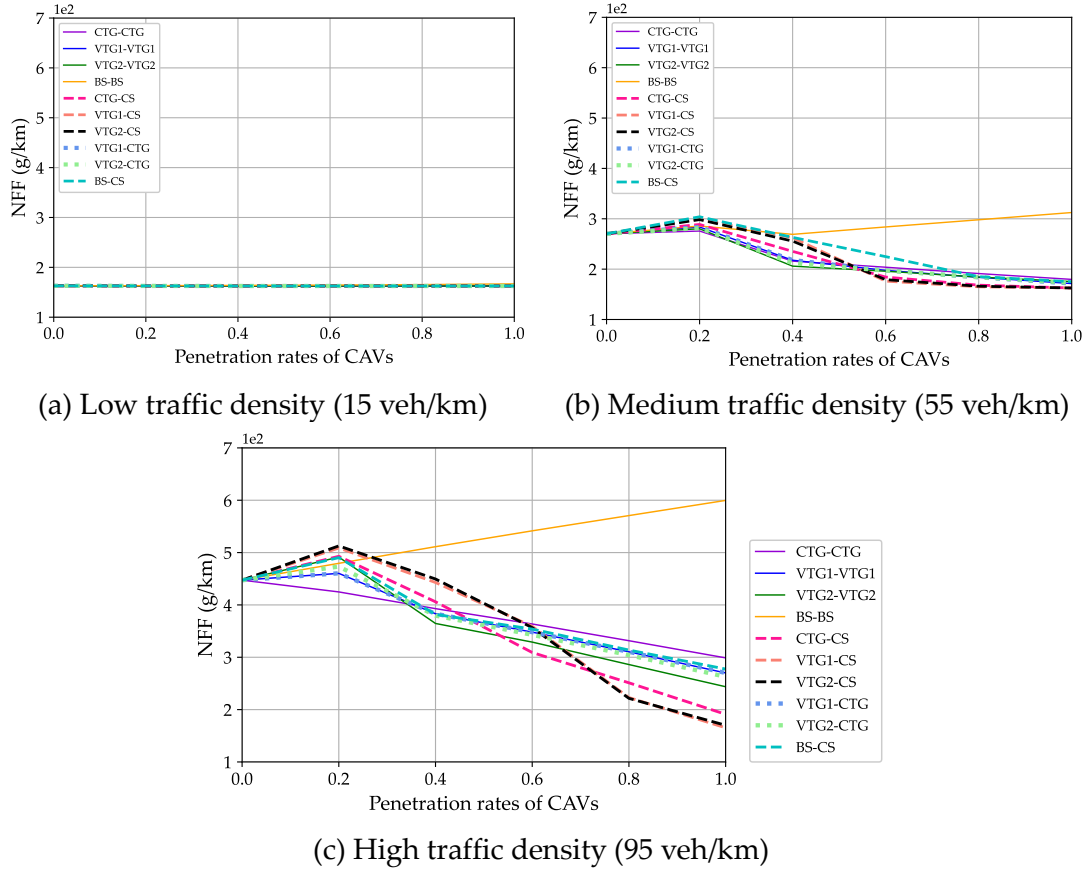 1e2
7
6
5
4
3
2
1
NFF (g/km)
CTG-CTG
VTG1-VTG1
VTG2-VTG2
BS-BS
CTG-CS
VTG1-CS
VTG2-CS
VTG1-CTG
VTG2-CTG
BS-CS
0.0 0.2 0.4 0.6 0.8 1.0
Penetration rates of CAVs
(a) Low traffic density (15 veh/km)
1e2
7
6
5
4
3
2
1
NFF (g/km)
CTG-CTG
VTG1-VTG1
VTG2-VTG2
BS-BS
CTG-CS
VTG1-CS
VTG2-CS
VTG1-CTG
VTG2-CTG
BS-CS
0.0 0.2 0.4 0.6 0.8 1.0
Penetration rates of CAVs
(b) Medium traffic density (55 veh/km)
1e2
7
6
5
4
3
2
1
NFF (g/km)
0.0 0.2 0.4 0.6 0.8 1.0
Penetration rates of CAVs
CTG-CTG
VTG1-VTG1
VTG2-VTG2
BS-BS
CTG-CS
VTG1-CS
VTG2-CS
VTG1-CTG
VTG2-CTG
BS-CS
(c) High traffic density (95 veh/km)